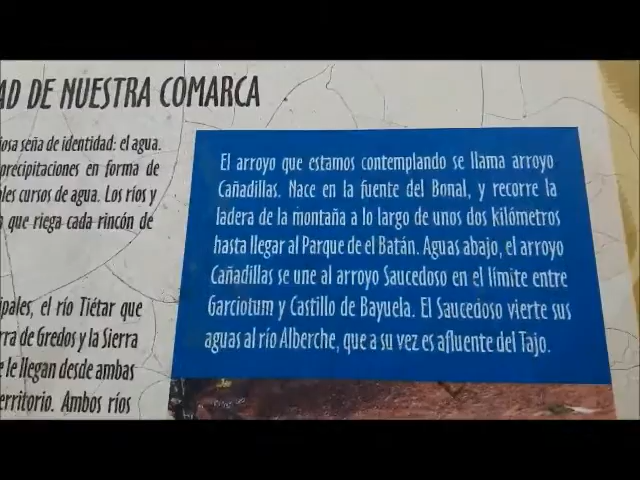 AD DE NUESTRA COMARCA
iosa seña de identidad: el agua.
precipitaciones en forma de
les cursos de agua. Los ríos y
que riega cada rincón de
ipales, el río Tiétar que
rra de Gredos y la Sierra
e llegan desde ambas
erritorio. Ambos ríos
El arroyo que estamos contemplando se llama arroyo
Cañadillas. Nace en la fuente del Bonal, y recorre la
ladera de la montaña a lo largo de unos dos kilómetros
hasta llegar al Parque de el Batán. Aguas abajo, el arroyo
Cañadillas se une al arroyo Saucedoso en el límite entre
Garciotum y Castillo de Bayuela. El Saucedoso vierte sus
aguas al río Alberche, que a su vez es afluente del Tajo.